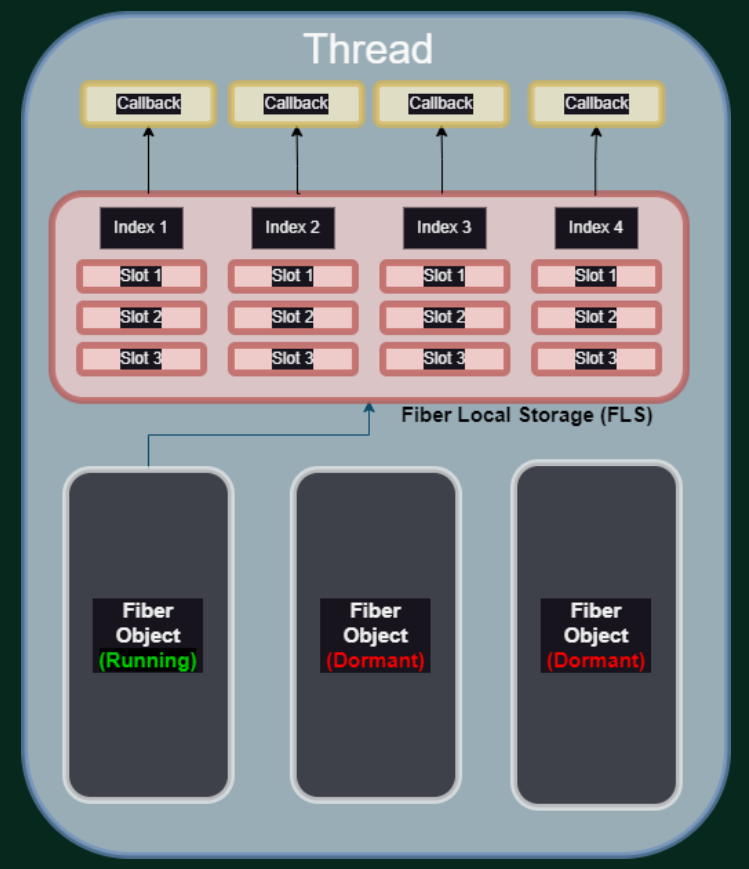 Thread
Callback Callback Callback Callback
Index 1 Index 2 Index 3 Index 4
Slot 1 Slot 1 Slot 1 Slot 1
Slot 2 Slot 2 Slot 2 Slot 2
Slot 3 Slot 3 Slot 3 Slot 3
Fiber Local Storage (FLS)
Fiber
Object
(Running)
Fiber
Object
(Dormant)
Fiber
Object
(Dormant)